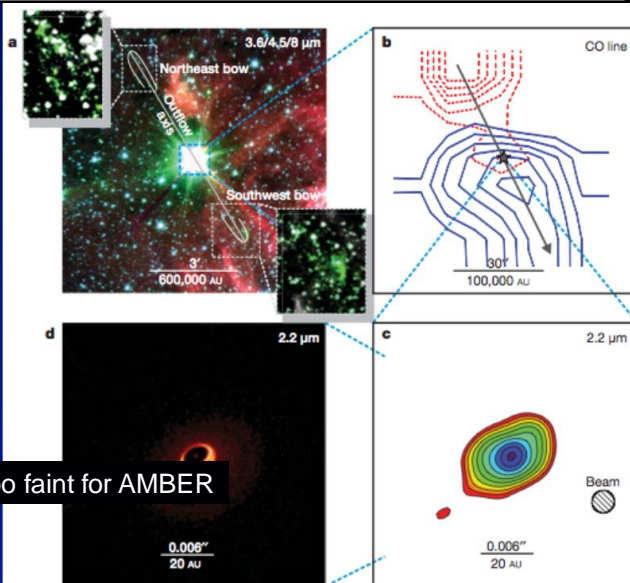 a
3.6/4.5/8 μm
Northeast bow
Outflow
axis
Southwest bow
3′
600,000 AU
b
CO line
100,000 AU
d
2.2 μm
faint for AMBER
0.006″
20 AU
c
2.2 μm
Beam
0.006″
20 AU